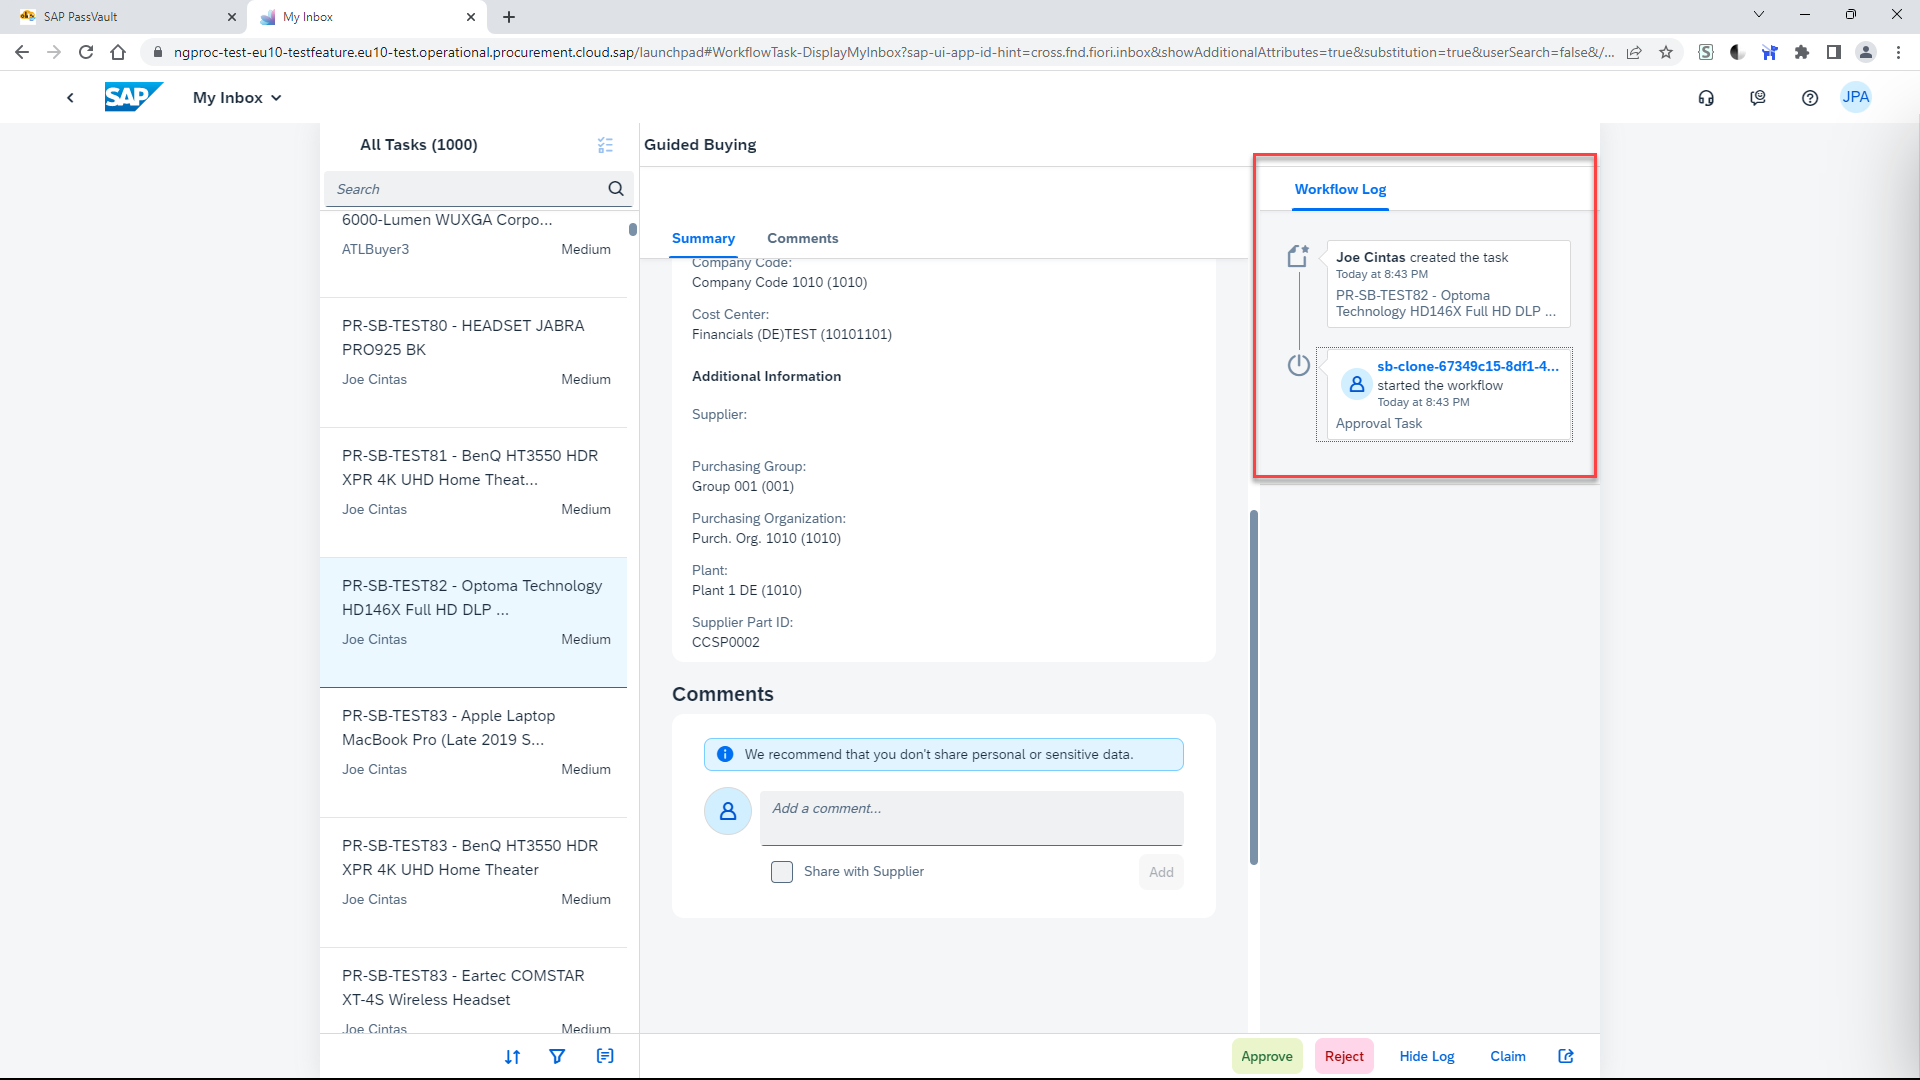 SAP PassVault
My Inbox
ngproc-test-eu10-testfeature.eu10-test.operational.procurement.cloud.sap/launchpad#WorkflowTask-DisplayMyInbox?sap-ui-app-id-hint=cross.fnd.fiori.inbox&showAdditionalAttributes=true&substitution=true&userSearch=false&/...
SAP
My Inbox
JPA
All Tasks (1000)
Search
6000-Lumen WUXGA Corpo...
ATLBuyer3 Medium
PR-SB-TEST80 - HEADSET JABRA
PRO925 BK
Joe Cintas Medium
PR-SB-TEST81 - BenQ HT3550 HDR
XPR 4K UHD Home Theat...
Joe Cintas Medium
PR-SB-TEST82 - Optoma Technology
HD146X Full HD DLP ...
Joe Cintas Medium
PR-SB-TEST83 - Apple Laptop
MacBook Pro (Late 2019 S...
Joe Cintas Medium
PR-SB-TEST83 - BenQ HT3550 HDR
XPR 4K UHD Home Theater
Joe Cintas Medium
PR-SB-TEST83 - Eartec COMSTAR
XT-4S Wireless Headset
Joe Cintas Medium
Guided Buying
Summary Comments
Company Code:
Company Code 1010 (1010)
Cost Center:
Financials (DE)TEST (10101101)
Additional Information
Supplier:
Purchasing Group:
Group 001 (001)
Purchasing Organization:
Purch. Org. 1010 (1010)
Plant:
Plant 1 DE (1010)
Supplier Part ID:
CCSP0002
Comments
We recommend that you don't share personal or sensitive data.
Add a comment...
Share with Supplier
Add
Workflow Log
Joe Cintas created the task
Today at 8:43 PM
PR-SB-TEST82 - Optoma
Technology HD146X Full HD DLP ...
sb-clone-67349c15-8df1-4...
started the workflow
Today at 8:43 PM
Approval Task
Approve Reject Hide Log Claim